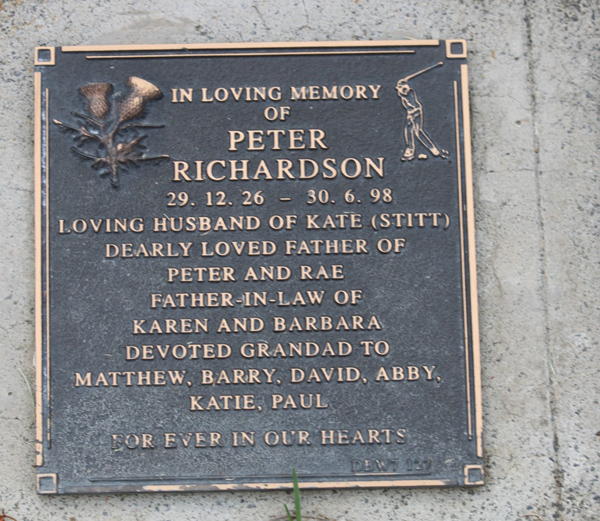 IN LOVING MEMORY
OF
PETER
RICHARDSON
29. 12. 26 – 30. 6. 98
LOVING HUSBAND OF KATE (STITT)
DEARLY LOVED FATHER OF
PETER AND RAE
FATHER-IN-LAW OF
KAREN AND BARBARA
DEVOTED GRANDAD TO
MATTHEW, BARRY, DAVID, ABBY,
KATIE, PAUL
FOR EVER IN OUR HEARTS